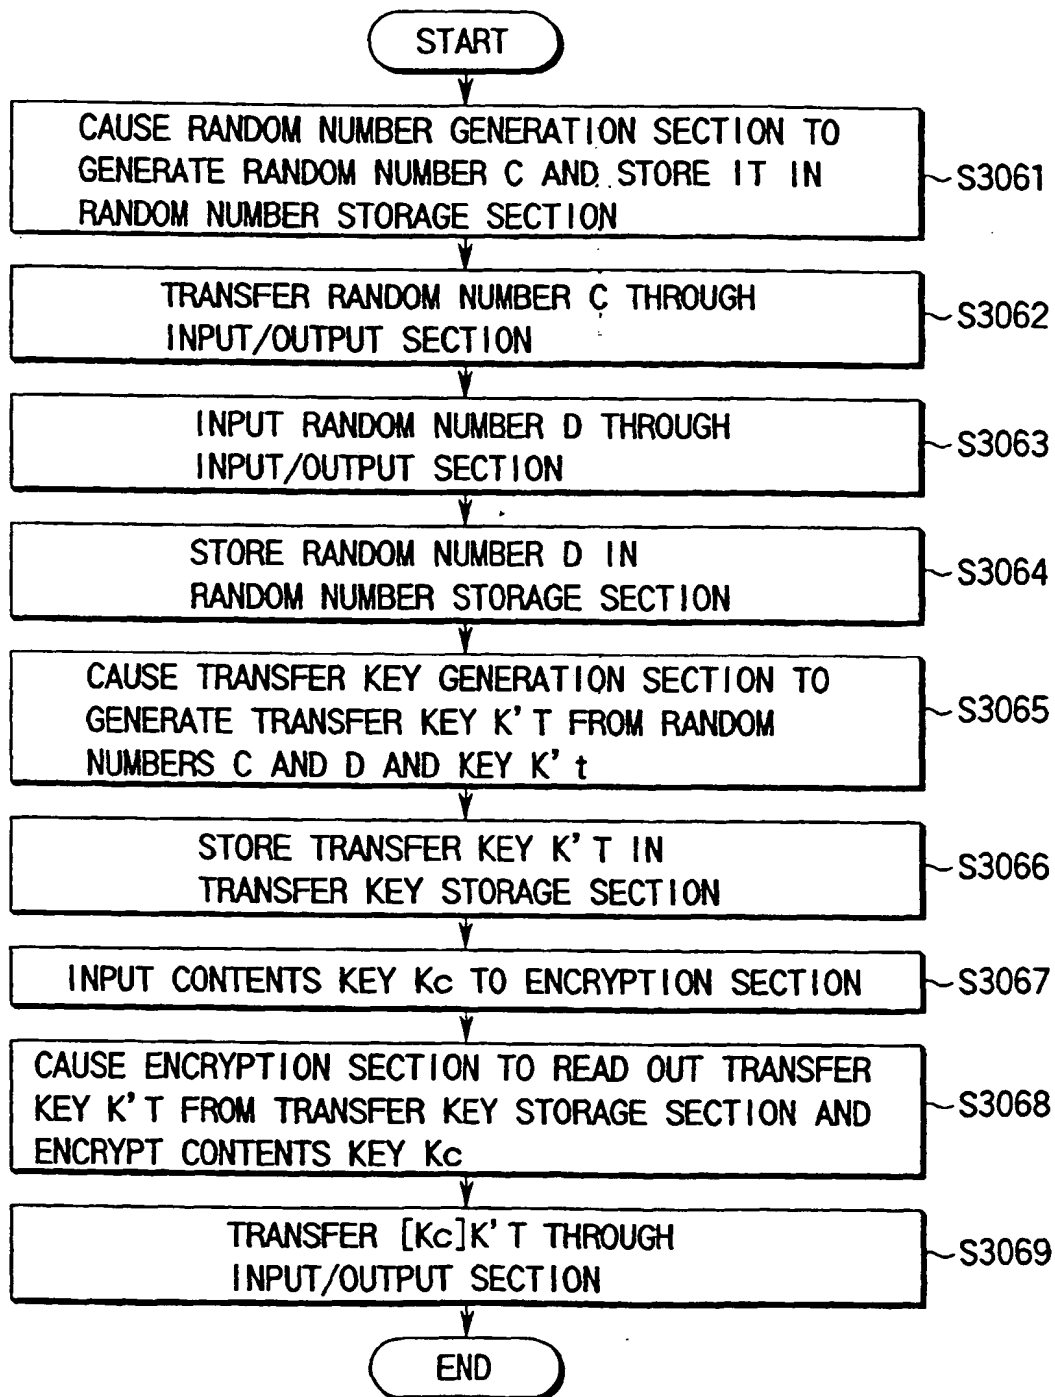 START
CAUSE RANDOM NUMBER GENERATION SECTION TO
GENERATE RANDOM NUMBER C AND STORE IT IN
RANDOM NUMBER STORAGE SECTION
S3061
TRANSFER RANDOM NUMBER C THROUGH
INPUT/OUTPUT SECTION
S3062
INPUT RANDOM NUMBER D THROUGH
INPUT/OUTPUT SECTION
S3063
STORE RANDOM NUMBER D IN
RANDOM NUMBER STORAGE SECTION
S3064
CAUSE TRANSFER KEY GENERATION SECTION TO
GENERATE TRANSFER KEY K'T FROM RANDOM
NUMBERS C AND D AND KEY K't
S3065
STORE TRANSFER KEY K'T IN
TRANSFER KEY STORAGE SECTION
S3066
INPUT CONTENTS KEY Kc TO ENCRYPTION SECTION
S3067
CAUSE ENCRYPTION SECTION TO READ OUT TRANSFER
KEY K'T FROM TRANSFER KEY STORAGE SECTION AND
ENCRYPT CONTENTS KEY Kc
S3068
TRANSFER [Kc]K'T THROUGH
INPUT/OUTPUT SECTION
S3069
END